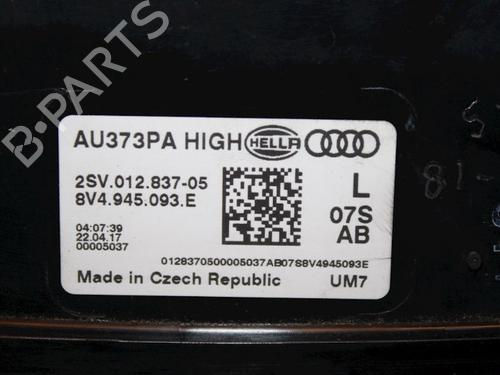 AU373PA HIGH HELLA
2SV.012.837-05
8V4.945.093.E
L
07S
AB
04:07:39
22.04.17
00005037
0128370500005037AB07S8V4945093E
Made in Czech Republic UM7
B-PARTS